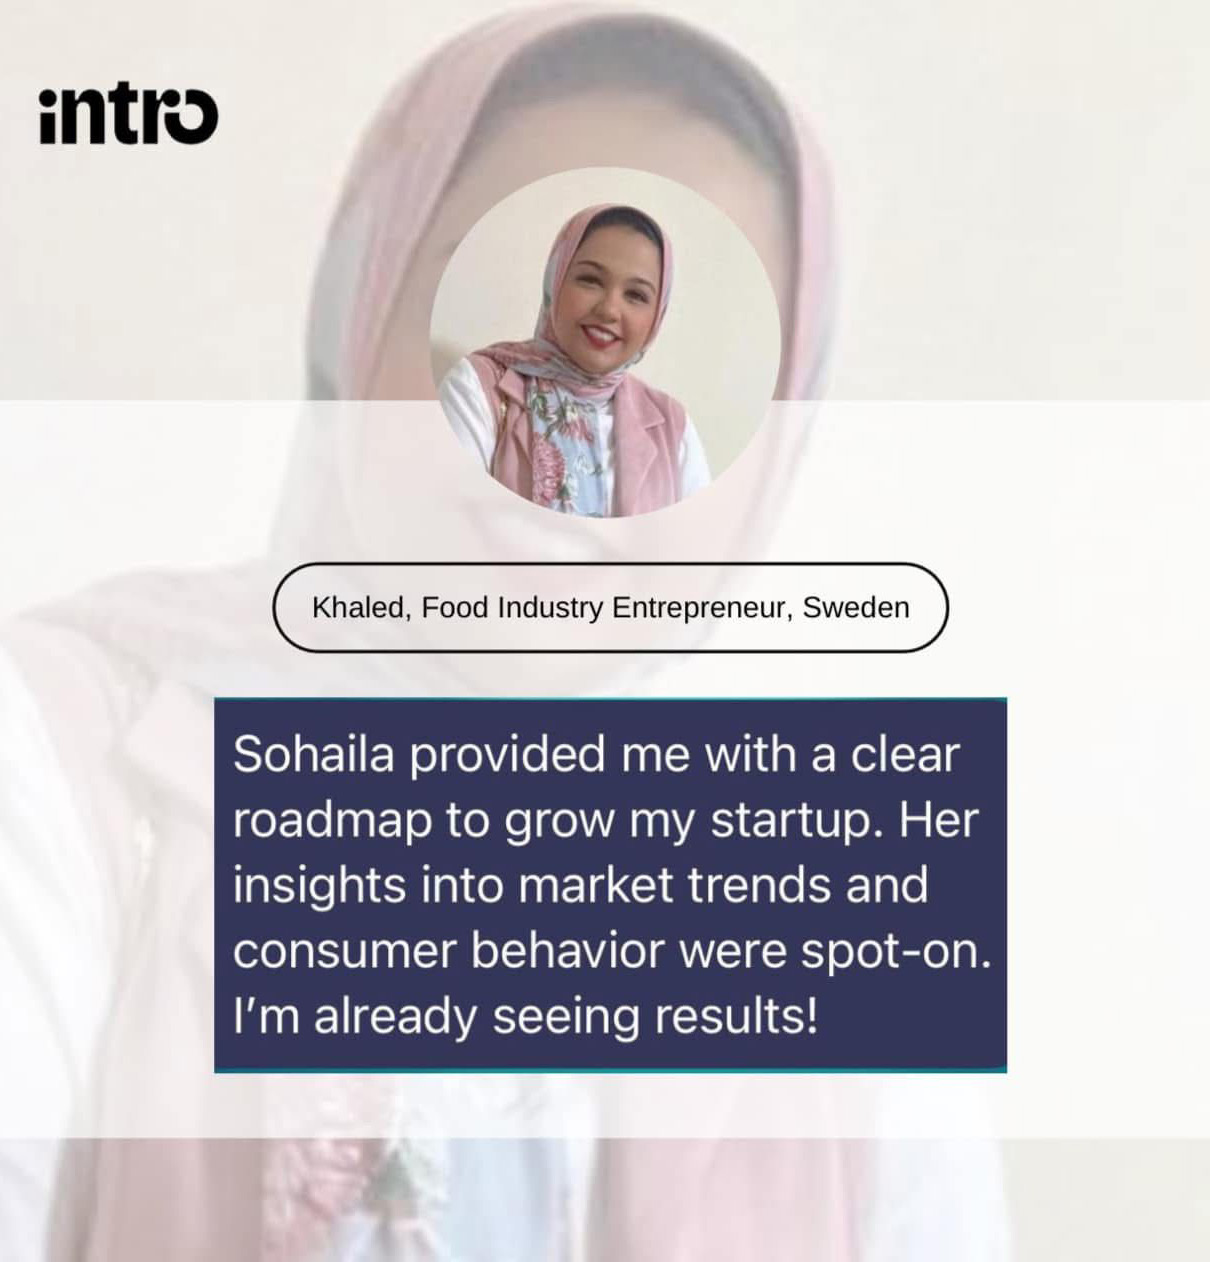 intro
Khaled, Food Industry Entrepreneur, Sweden
Sohaila provided me with a clear
roadmap to grow my startup. Her
insights into market trends and
consumer behavior were spot-on.
I’m already seeing results!